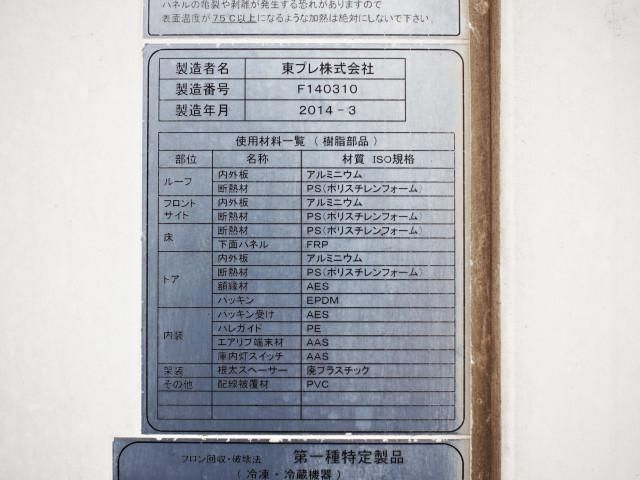 パネルの亀裂や剥離が発生する恐れがありますので
表面温度が75℃以上になるような加熱は絶対にしないで下さい.
製造者名 東プレ株式会社
製造番号 F140310
製造年月 2014-3
使用材料一覧 (樹脂部品)
部位 名称 材質 ISO規格
ルーフ 内外板 アルミニウム
断熱材 PS(ポリスチレンフォーム)
フロント サイト 内外板 アルミニウム
断熱材 PS(ポリスチレンフォーム)
床 断熱材 PS(ポリスチレンフォーム)
下面パネル FRP
トア 内外板 アルミニウム
断熱材 PS(ポリスチレンフォーム)
額縁材 AES
パッキン EPDM
内装 パッキン受け AES
ハレガイド PE
エアリブ端末材 AAS
庫内灯スイッチ AAS
架装 根太スペーサー 廃プラスチック
その他 配線被覆材 PVC
フロン回収・破壊法 第一種特定製品
(冷凍・冷蔵機器)